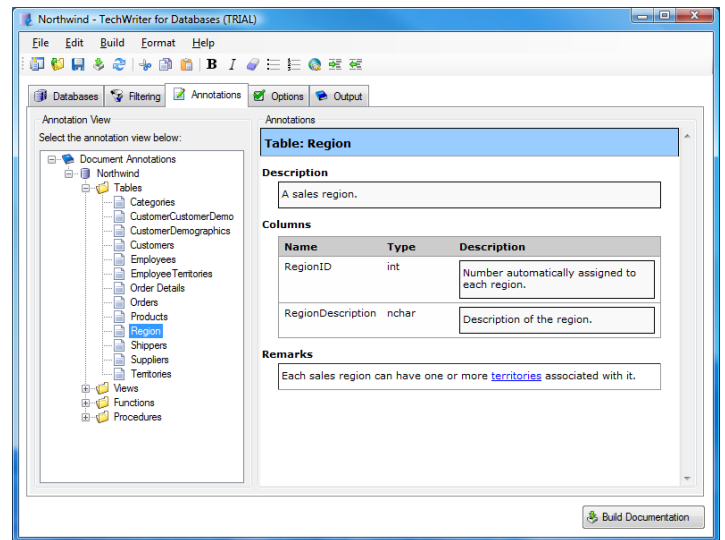 Northwind - TechWriter for Databases (TRIAL)
File Edit Build Format Help
B I
Databases Filtering Annotations Options Output
Annotation View
Select the annotation view below:
Document Annotations
Northwind
Tables
Categories
CustomerCustomerDemo
CustomerDemographics
Customers
Employees
EmployeeTerritories
Order Details
Orders
Products
Region
Shippers
Suppliers
Territories
Views
Functions
Procedures
Annotations
Table: Region
Description
A sales region.
Columns
Name Type Description
RegionID int Number automatically assigned to
each region.
RegionDescription nchar Description of the region.
Remarks
Each sales region can have one or more territories associated with it.
Build Documentation